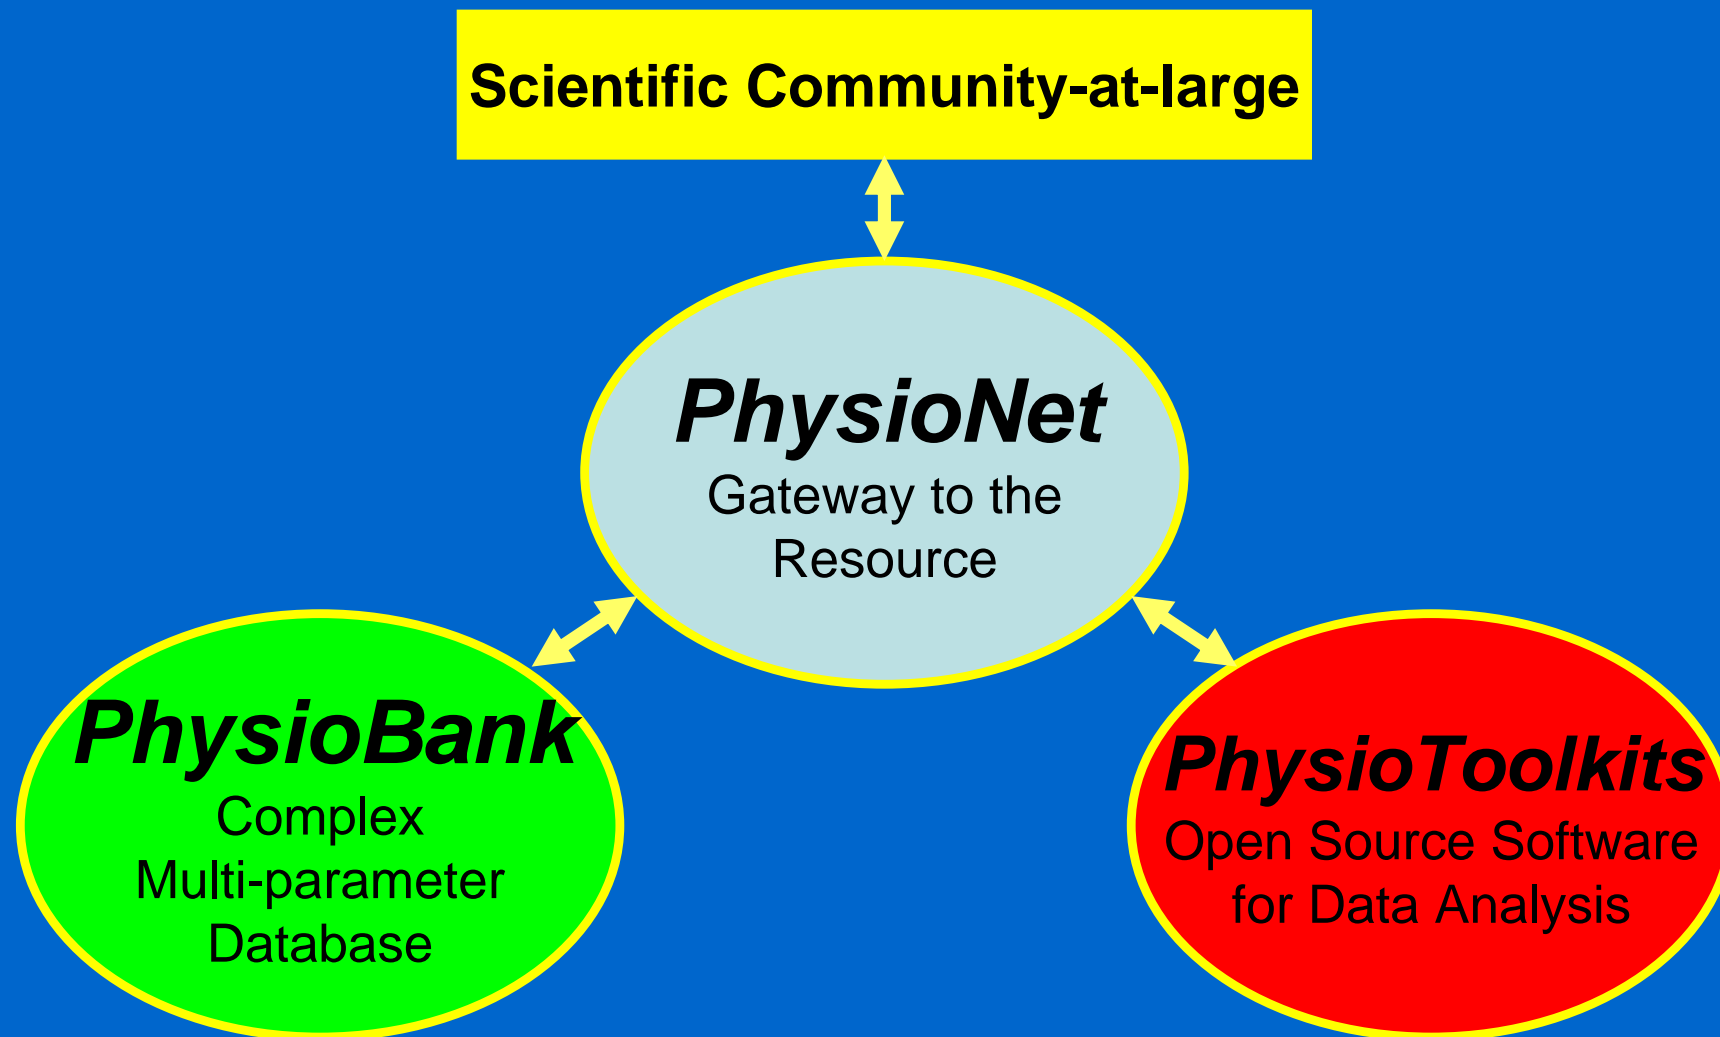 Scientific Community-at-large
PhysioNet
Gateway to the
Resource
PhysioBank
Complex
Multi-parameter
Database
PhysioToolkits
Open Source Software
for Data Analysis